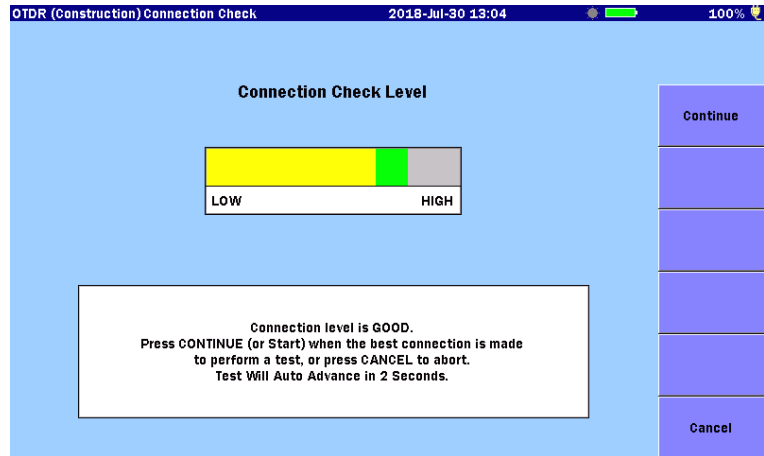 OTDR (Construction) Connection Check 2018-Jul-30 13:04 100%
Connection Check Level
Continue
LOW HIGH
Connection level is GOOD.
Press CONTINUE (or Start) when the best connection is made
to perform a test, or press CANCEL to abort.
Test Will Auto Advance in 2 Seconds.
Cancel